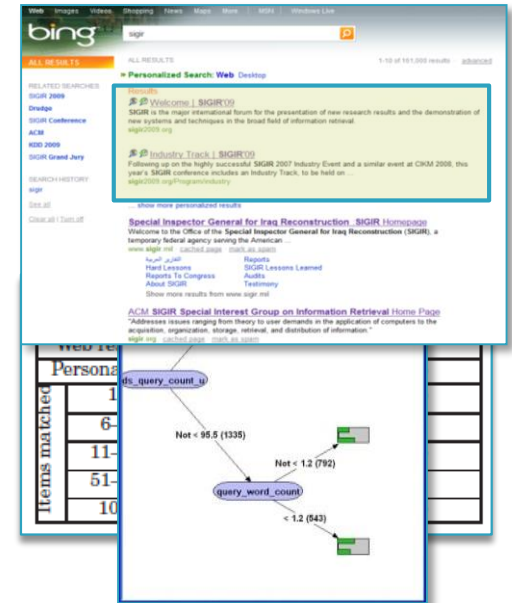 Web Images Videos Shopping News Maps More | MSN Windows Live
bing
sigir
ALL RESULTS
ALL RESULTS 1-10 of 161,000 results · advanced
» Personalized Search: Web Desktop
RELATED SEARCHES
SIGIR 2009
Drudge
SIGIR Conference
ACM
KDD 2009
SIGIR Grand Jury
SEARCH HISTORY
sigir
See all
Clear all | Turn off
Results
Welcome | SIGIR'09
SIGIR is the major international forum for the presentation of new research results and the demonstration of
new systems and techniques in the broad field of information retrieval.
sigir2009.org
Industry Track | SIGIR'09
Following up on the highly successful SIGIR 2007 Industry Event and a similar event at CIKM 2008, this
year's SIGIR conference includes an Industry Track, to be held on ...
sigir2009.org/Program/industry
... show more personalized results
Special Inspector General for Iraq Reconstruction SIGIR Homepage
Welcome to the Office of the Special Inspector General for Iraq Reconstruction (SIGIR), a
temporary federal agency serving the American ...
www.sigir.mil · cached page · mark as spam
التقارير العربية Reports
Hard Lessons SIGIR Lessons Learned
Reports To Congress Audits
About SIGIR Testimony
Show more results from www.sigir.mil
ACM SIGIR Special Interest Group on Information Retrieval Home Page
"Addresses issues ranging from theory to user demands in the application of computers to the
acquisition, organization, storage, retrieval, and distribution of information."
sigir.org · cached page · mark as spam
Items matched
6-
11-
51-
10
ds_query_count_u)
Not < 95.5 (1335)
Not < 1.2 (792)
query_word_count
< 1.2 (543)